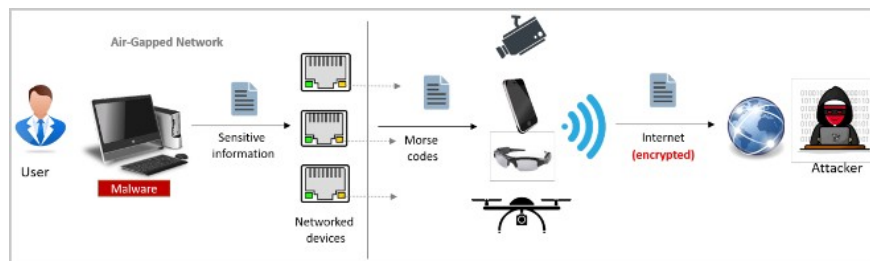 Air-Gapped Network
User
Malware
Sensitive
information
Networked
devices
Morse
codes
Internet
(encrypted)
Attacker